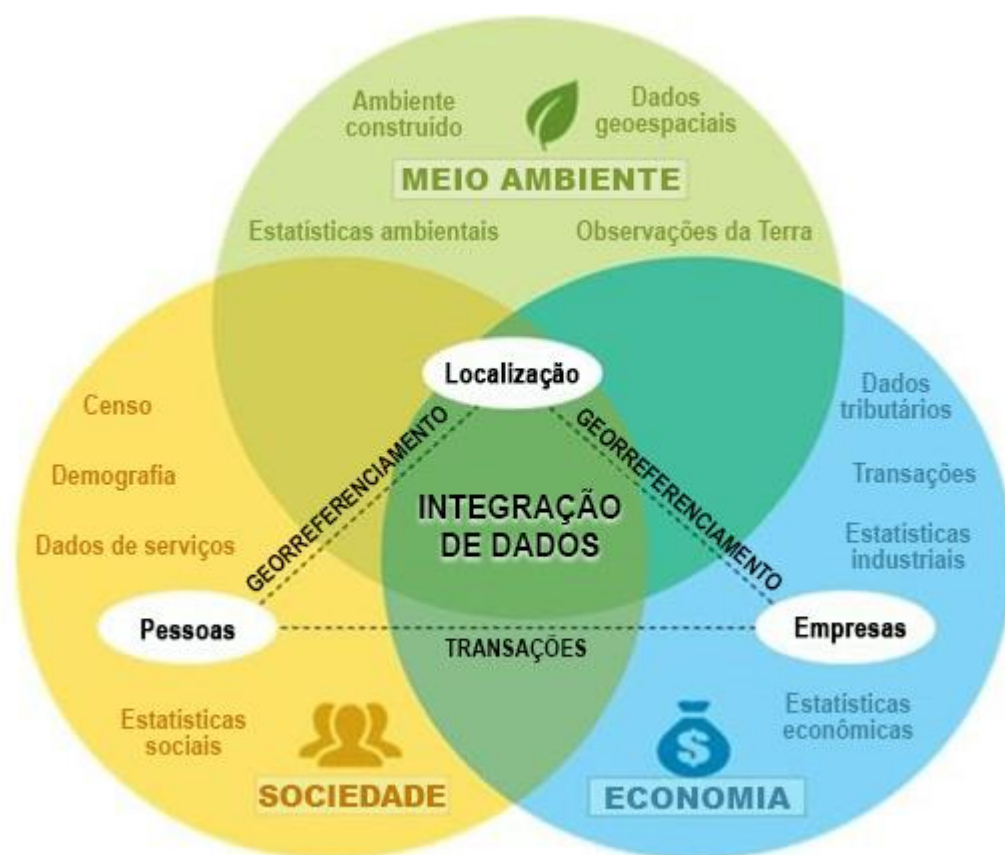 Ambiente
construído
Dados
geoespaciais
MEIO AMBIENTE
Estatísticas ambientais
Observações da Terra
Localização
Censo
Demografia
Dados de serviços
GEORREFERENCIAMENTO
GEORREFERENCIAMENTO
INTEGRAÇÃO
DE DADOS
Dados
tributários
Transações
Estatísticas
industriais
Pessoas
TRANSAÇÕES
Empresas
Estatísticas
sociais
SOCIEDADE
$
Estatísticas
econômicas
ECONOMIA